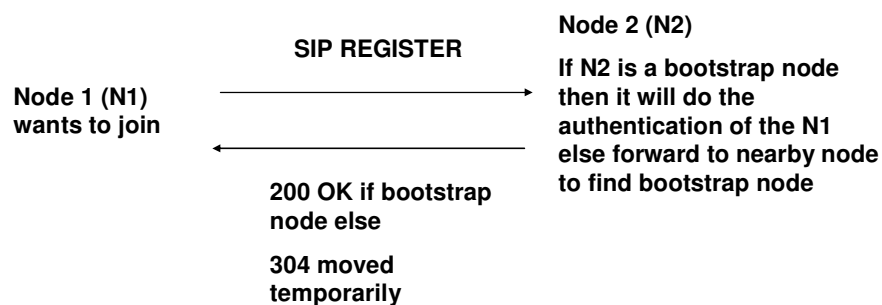 SIP REGISTER
Node 1 (N1)
wants to join
Node 2 (N2)
If N2 is a bootstrap node
then it will do the
authentication of the N1
else forward to nearby node
to find bootstrap node
200 OK if bootstrap
node else
304 moved
temporarily